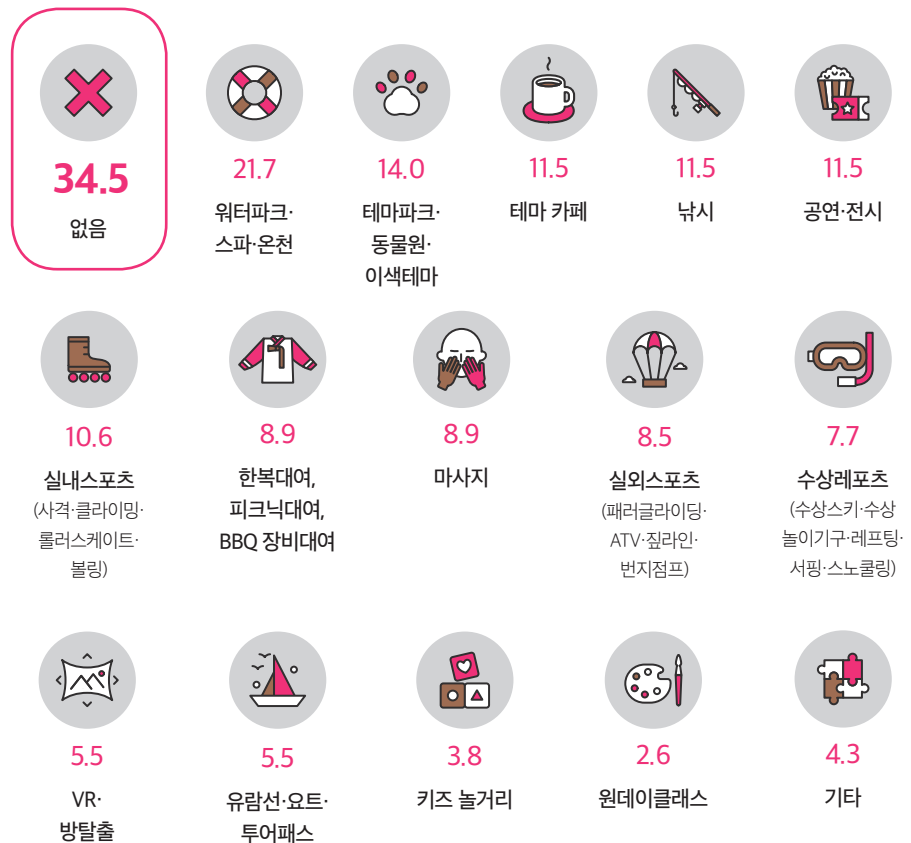 34.5
없음
21.7
워터파크·
스파·온천
14.0
테마파크·
동물원·
이색테마
11.5
테마 카페
11.5
낚시
11.5
공연·전시
10.6
실내스포츠
(사격·클라이밍·
롤러스케이트·
볼링)
8.9
한복대여,
피크닉대여,
BBQ 장비대여
8.9
마사지
8.5
실외스포츠
(패러글라이딩·
ATV·짚라인·
번지점프)
7.7
수상레포츠
(수상스키·수상
놀이기구·레프팅·
서핑·스노쿨링)
5.5
VR·
방탈출
5.5
유람선·요트·
투어패스
3.8
키즈 놀거리
2.6
원데이클래스
4.3
기타